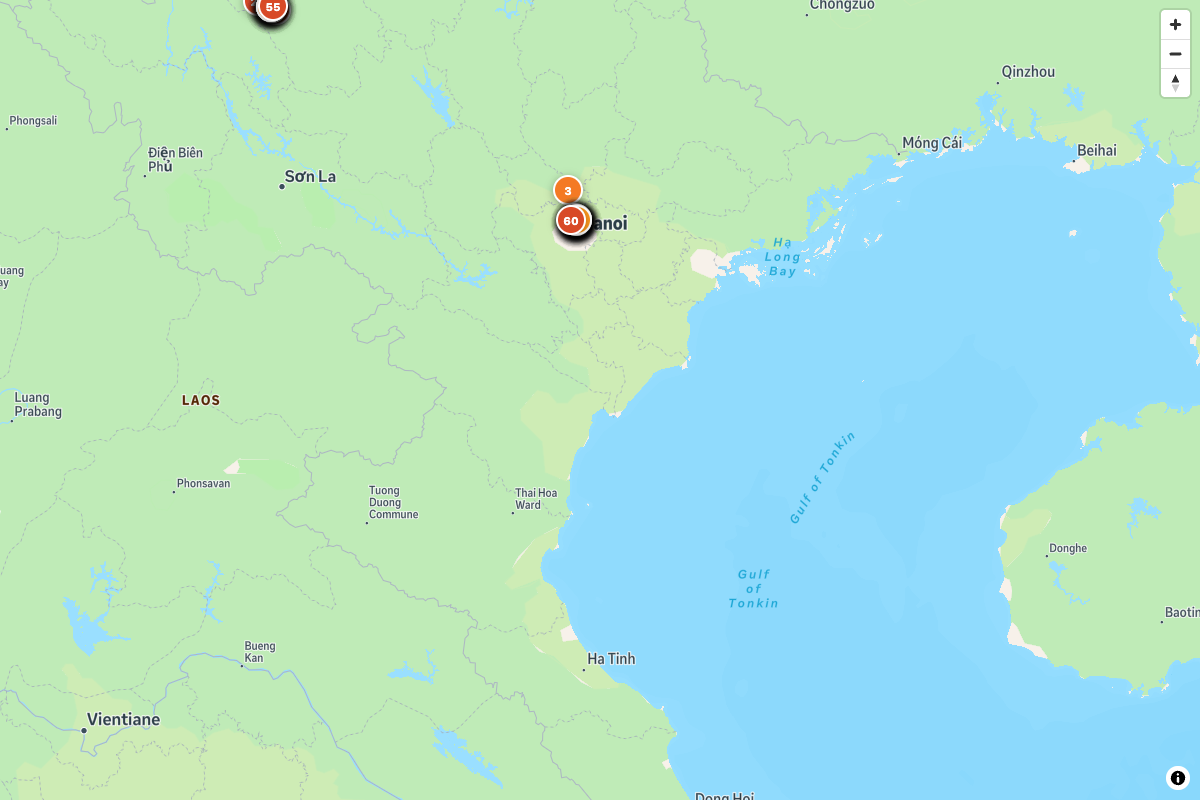 55
Chongzuo
Qinzhou
Phongsali
Móng Cái
Điện Biên
Phủ
Beihai
Sơn La
3
60
anoi
Hạ
Long
Bay
uang
ay
LAOS
Luang
Prabang
Gulf of Tonkin
Phonsavan
Tuong
Duong
Commune
Thai Hoa
Ward
Donghe
Gulf
of
Tonkin
Baotin
Bueng
Kan
Ha Tinh
Vientiane
Dong Hoi